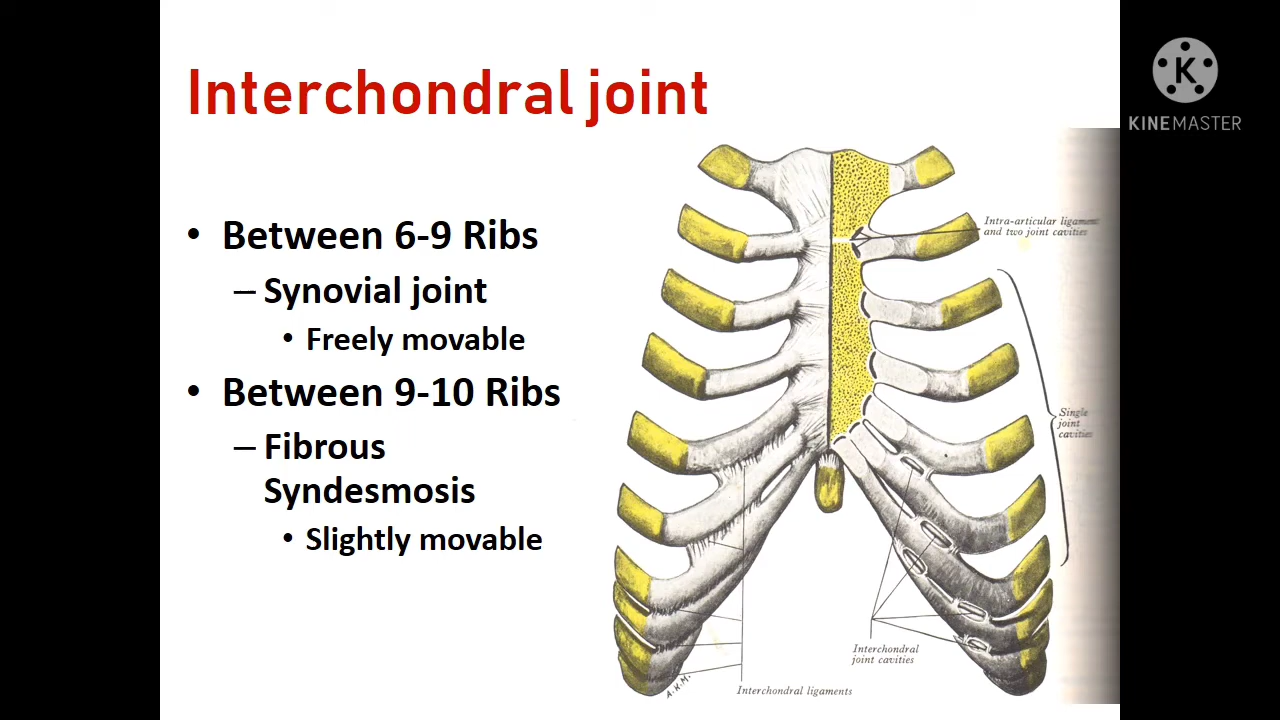 Interchondral joint
KINEMASTER
• Between 6-9 Ribs
– Synovial joint
• Freely movable
• Between 9-10 Ribs
– Fibrous
Syndesmosis
• Slightly movable
Intra-articular ligament
and two joint cavities
Single
joint
cavities
Interchondral
joint cavities
Interchondral ligaments
A.K.M.